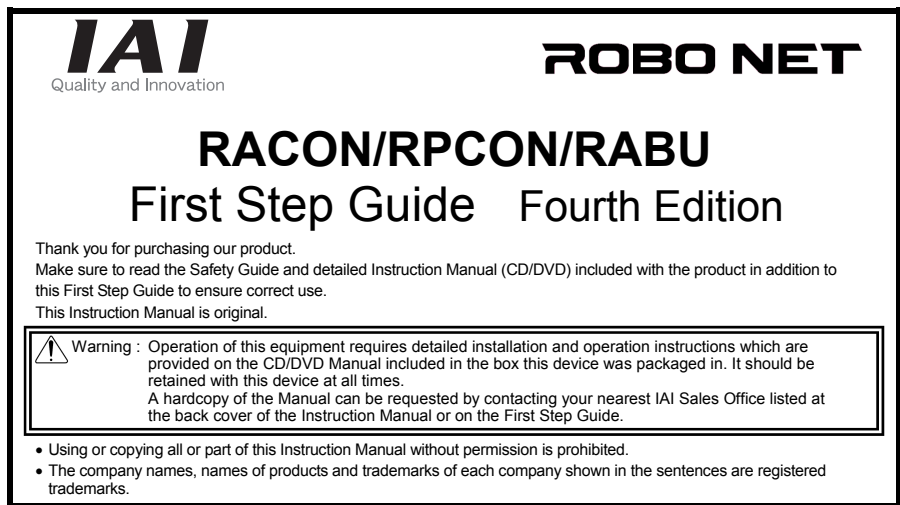 IAI
Quality and Innovation
ROBO NET
RACON/RPCON/RABU
First Step Guide Fourth Edition
Thank you for purchasing our product.
Make sure to read the Safety Guide and detailed Instruction Manual (CD/DVD) included with the product in addition to
this First Step Guide to ensure correct use.
This Instruction Manual is original.
Warning : Operation of this equipment requires detailed installation and operation instructions which are
provided on the CD/DVD Manual included in the box this device was packaged in. It should be
retained with this device at all times.
A hardcopy of the Manual can be requested by contacting your nearest IAI Sales Office listed at
the back cover of the Instruction Manual or on the First Step Guide.
• Using or copying all or part of this Instruction Manual without permission is prohibited.
• The company names, names of products and trademarks of each company shown in the sentences are registered
trademarks.